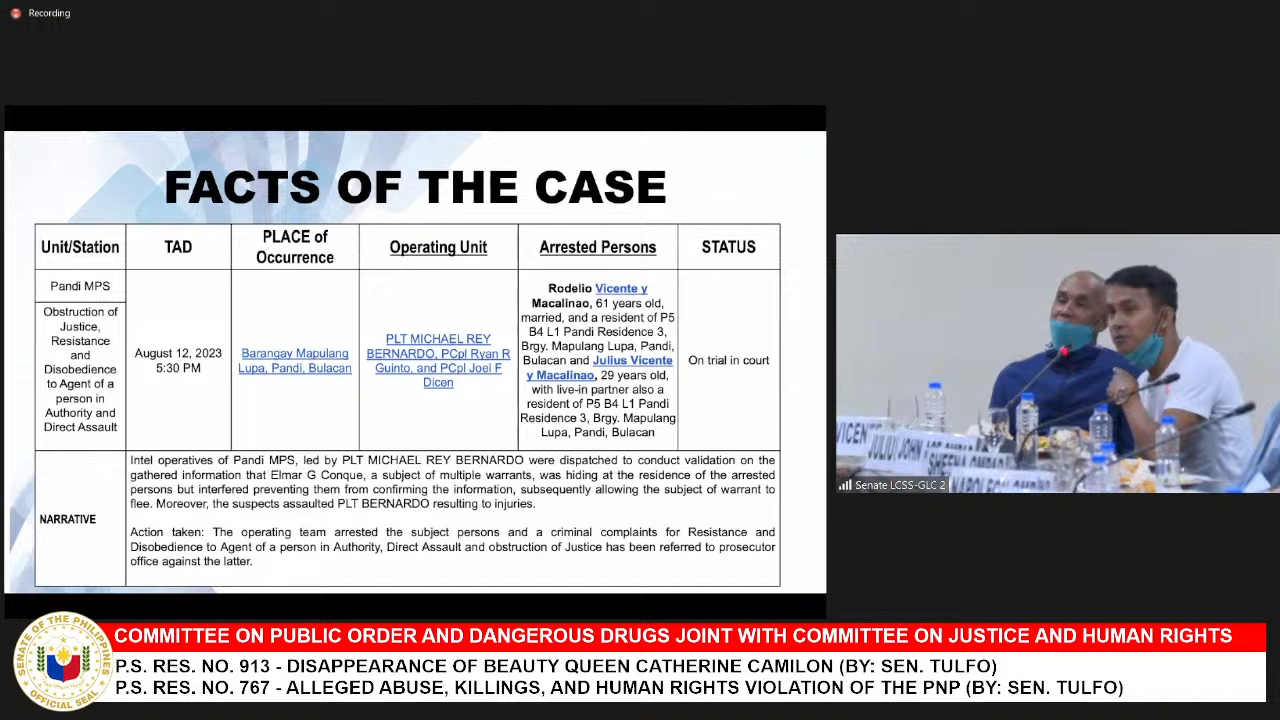 Recording
FACTS OF THE CASE
Unit/Station
TAD
PLACE of
Occurrence
Operating Unit
Arrested Persons
STATUS
Pandi MPS
Obstruction of
Justice,
Resistance
and
Disobedience
to Agent of a
person in
Authority and
Direct Assault
August 12, 2023
5:30 PM
Barangay Mapulang
Lupa, Pandi, Bulacan
PLT MICHAEL REY
BERNARDO, PCpl Ryan R
Guinto, and PCpl Joel F
Dicen
Rodelio Vicente y
Macalinao, 61 years old,
married, and a resident of P5
B4 L1 Pandi Residence 3,
Brgy. Mapulang Lupa, Pandi,
Bulacan and Julius Vicente
y Macalinao, 29 years old,
with live-in partner also a
resident of P5 B4 L1 Pandi
Residence 3, Brgy. Mapulang
Lupa, Pandi, Bulacan
On trial in court
NARRATIVE
Intel operatives of Pandi MPS, led by PLT MICHAEL REY BERNARDO were dispatched to conduct validation on the
gathered information that Elmar G Conque, a subject of multiple warrants, was hiding at the residence of the arrested
persons but interfered preventing them from confirming the information, subsequently allowing the subject of warrant to
flee. Moreover, the suspects assaulted PLT BERNARDO resulting to injuries.
Action taken: The operating team arrested the subject persons and a criminal complaints for Resistance and
Disobedience to Agent of a person in Authority, Direct Assault and obstruction of Justice has been referred to prosecutor
office against the latter.
VICENTE
JULIU JOHN
Senate LCSS-GLC 2
SENATE OF THE PHILIPPINES
OFFICIAL SEAL
COMMITTEE ON PUBLIC ORDER AND DANGEROUS DRUGS JOINT WITH COMMITTEE ON JUSTICE AND HUMAN RIGHTS
P.S. RES. NO. 913 - DISAPPEARANCE OF BEAUTY QUEEN CATHERINE CAMILON (BY: SEN. TULFO)
P.S. RES. NO. 767 - ALLEGED ABUSE, KILLINGS, AND HUMAN RIGHTS VIOLATION OF THE PNP (BY: SEN. TULFO)